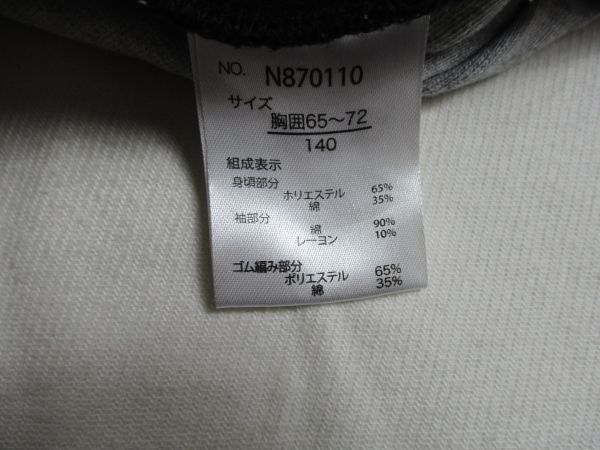 NO. N870110
サイズ
胸囲65〜72
140
組成表示
身頃部分
ポリエステル 65%
綿 35%
袖部分
綿 90%
レーヨン 10%
ゴム編み部分
ポリエステル 65%
綿 35%